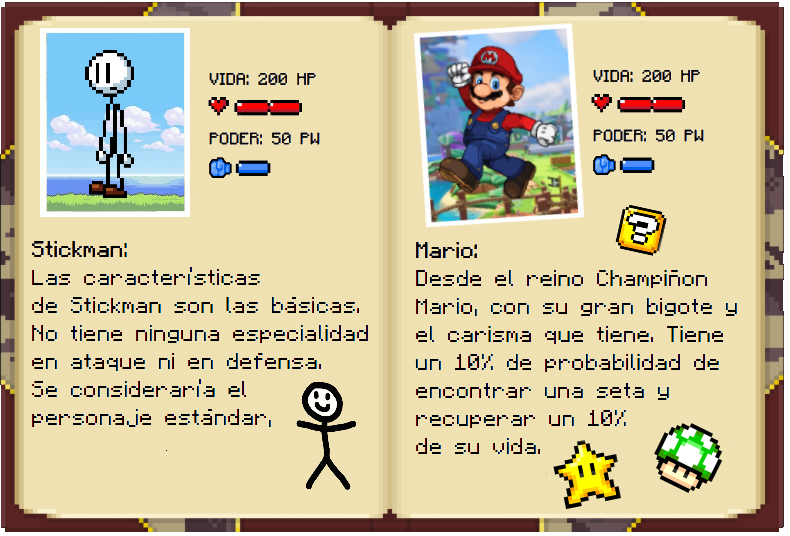 VIDA: 200 HP
PODER: 50 PW
Stickman:
Las características
de Stickman son las básicas.
No tiene ninguna especialidad
en ataque ni en defensa.
Se consideraría el
personaje estándar.
VIDA: 200 HP
PODER: 50 PW
M
?
Mario:
Desde el reino Champiñon
Mario, con su gran bigote y
el carisma que tiene. Tiene
un 10% de probabilidad de
encontrar una seta y
recuperar un 10%
de su vida.